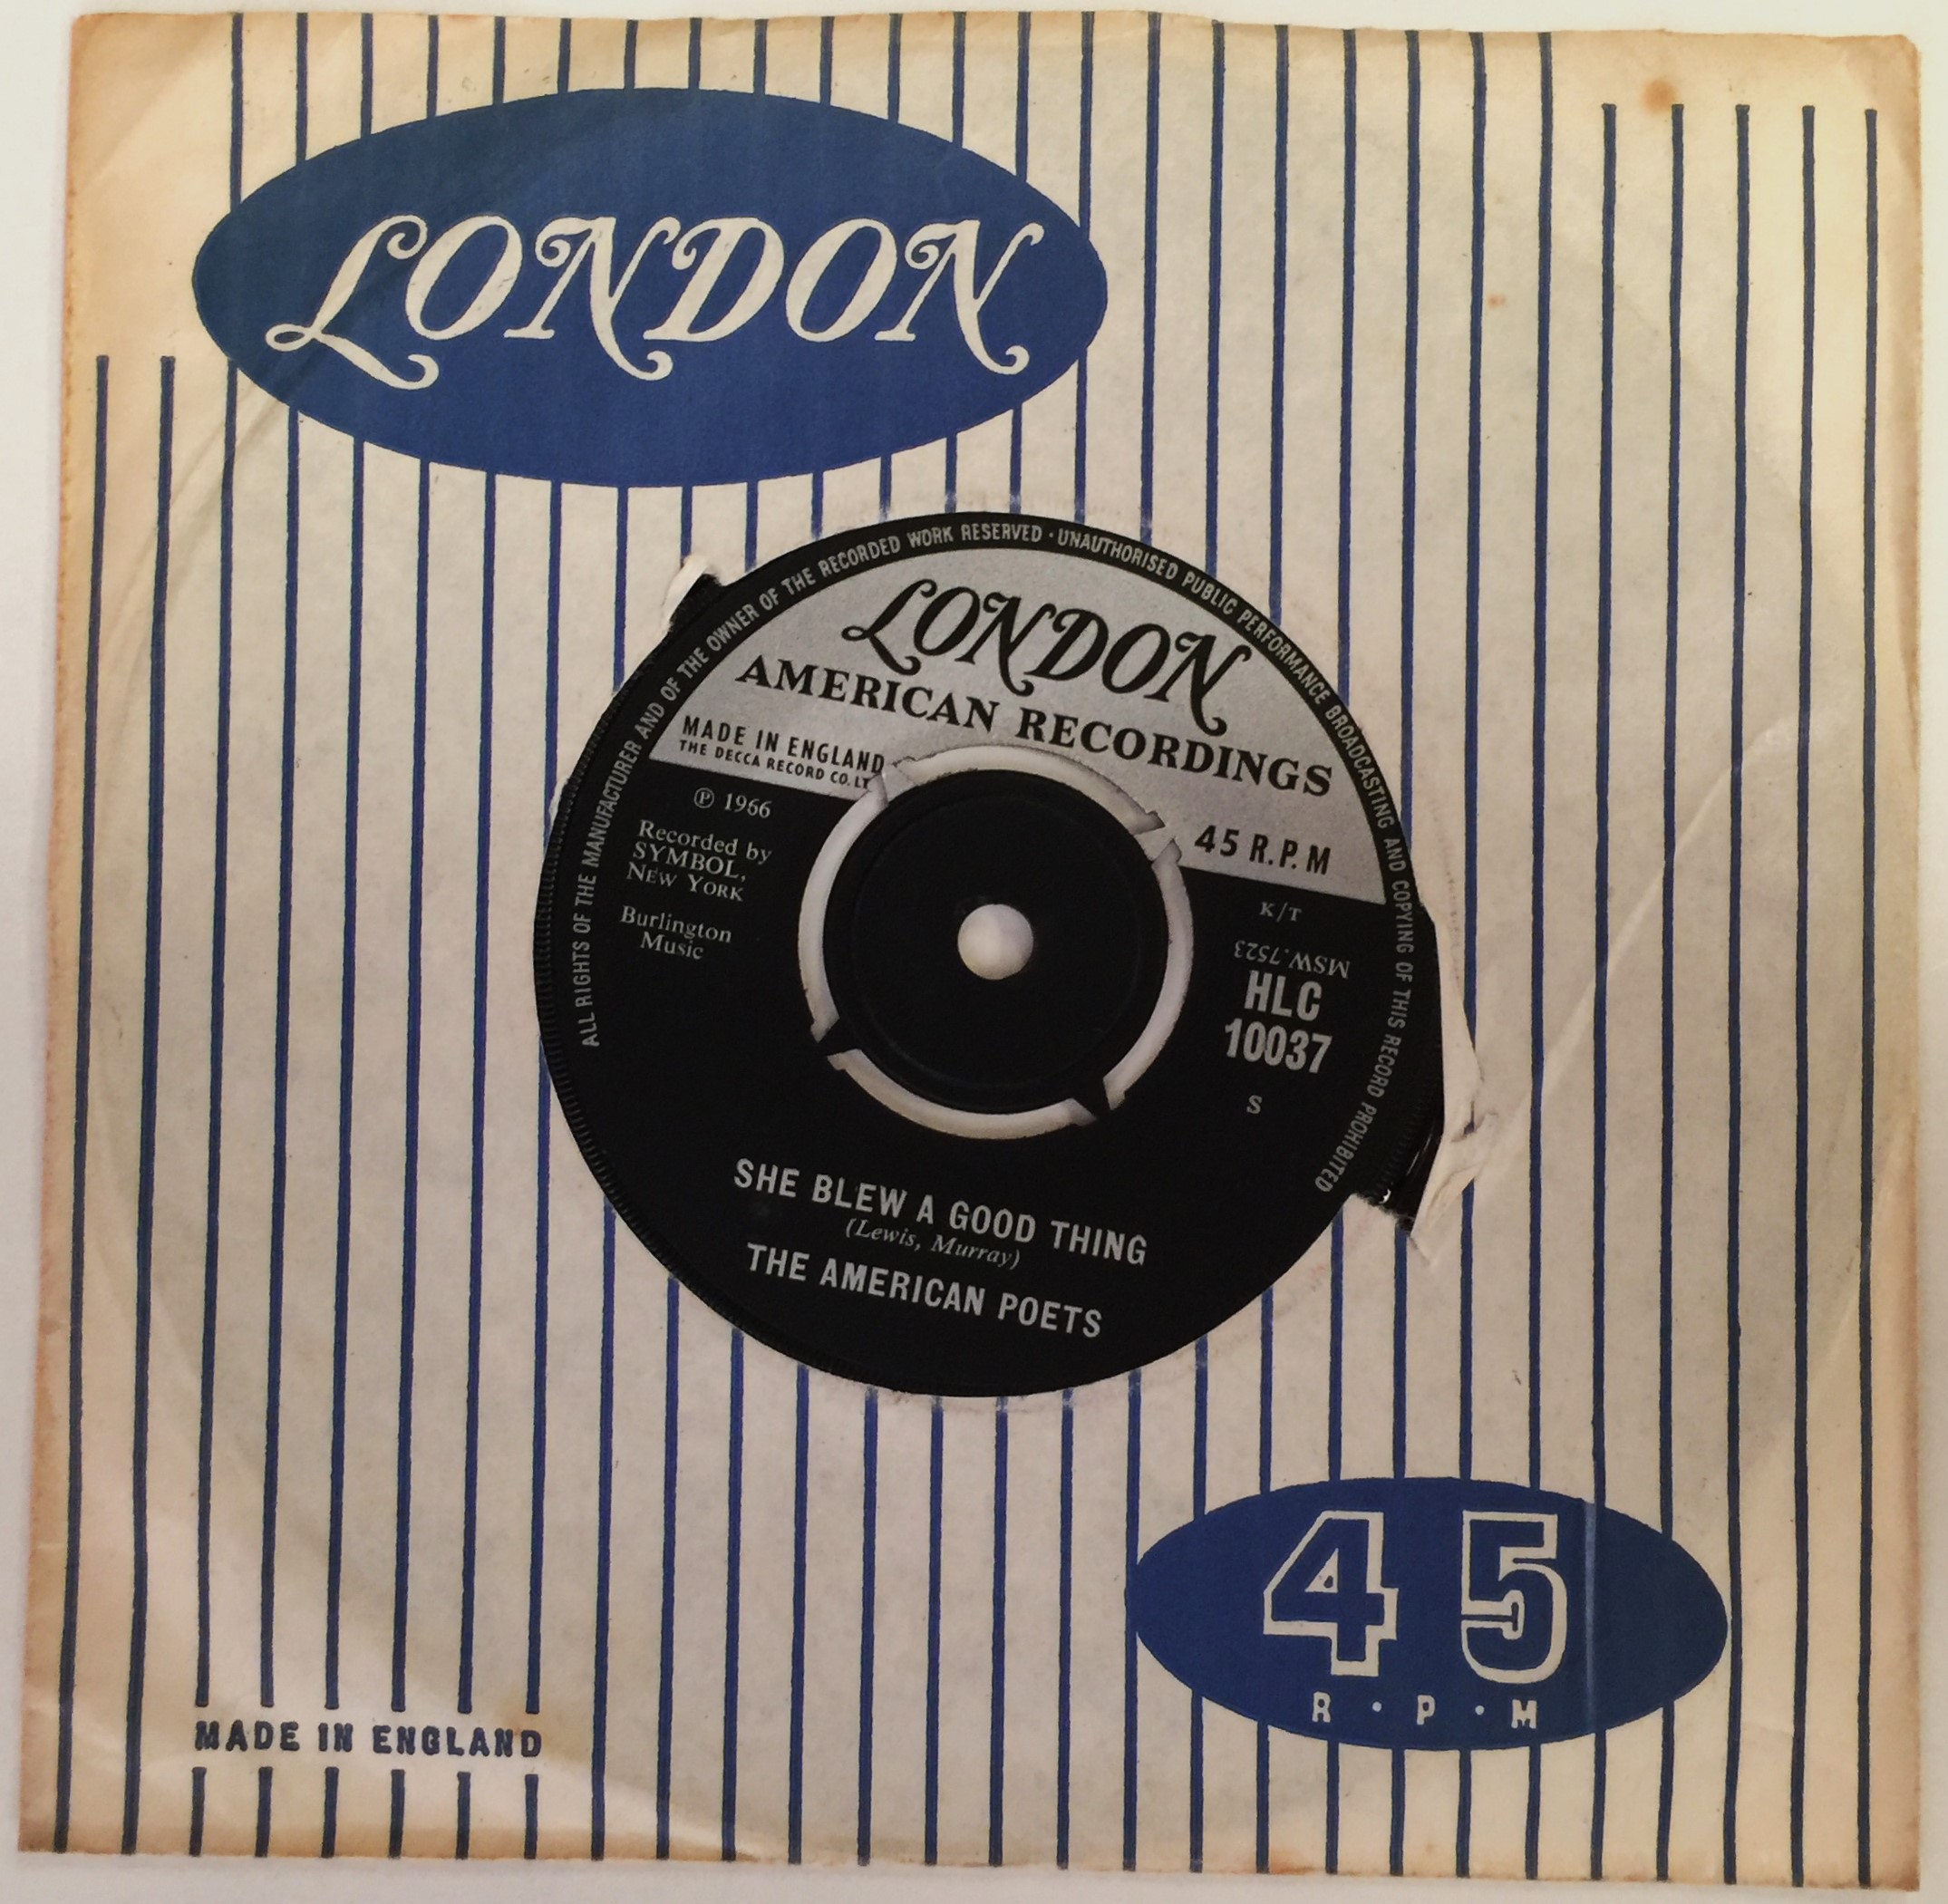 LONDON
ALL RIGHTS OF THE MANUFACTURER AND OF THE OWNER OF THE RECORDED WORK RESERVED · UNAUTHORISED PUBLIC PERFORMANCE BROADCASTING AND COPYING OF THIS RECORD PROHIBITED
LONDON
AMERICAN RECORDINGS
MADE IN ENGLAND
THE DECCA RECORD CO. LT
45 R.P.M
℗ 1966
Recorded by
SYMBOL,
NEW YORK
Burlington
Music
K/T
MSW.7523
HLC
10037
S
SHE BLEW A GOOD THING
(Lewis, Murray)
THE AMERICAN POETS
45
R·P·M
MADE IN ENGLAND